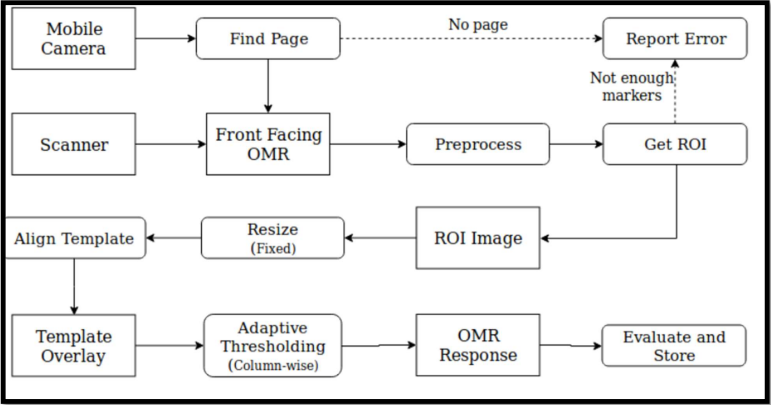 Mobile
Camera
Find Page
No page
Report Error
Not enough
markers
Scanner
Front Facing
OMR
Preprocess
Get ROI
Align Template
Resize
(Fixed)
ROI Image
Template
Overlay
Adaptive
Thresholding
(Column-wise)
OMR
Response
Evaluate and
Store